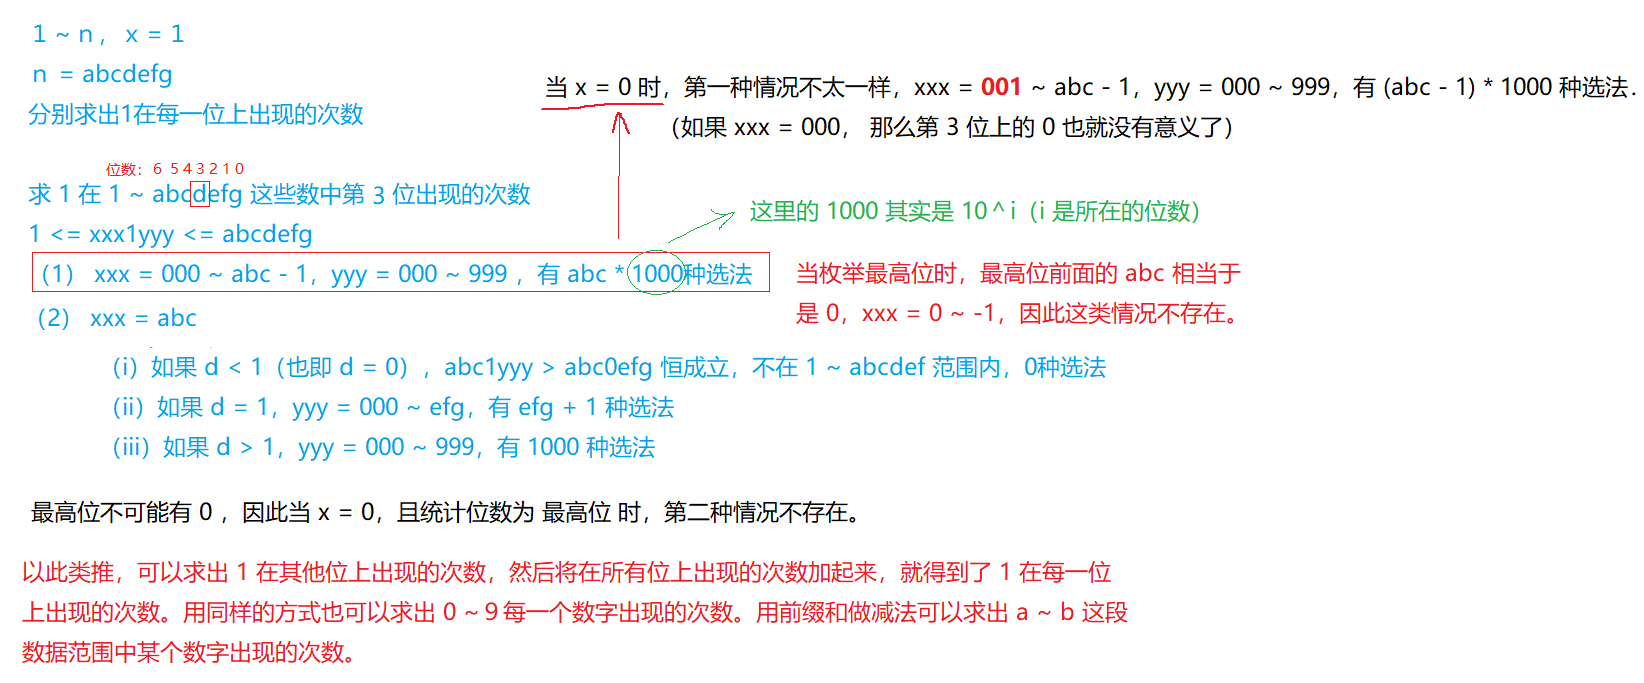 1 ~ n ,  x = 1
n = abcdefg
分别求出1在每一位上出现的次数
当 x = 0 时，第一种情况不太一样，xxx = 001 ~ abc - 1，yyy = 000 ~ 999，有 (abc - 1) * 1000 种选法.
（如果 xxx = 000， 那么第 3 位上的 0 也就没有意义了）
位数：6 5 4 3 2 1 0
求 1 在 1 ~ abcdefg 这些数中第 3 位出现的次数
1 <= xxx1yyy <= abcdefg
这里的 1000 其实是 10 ^ i（i 是所在的位数）
（1） xxx = 000 ~ abc - 1，yyy = 000 ~ 999 ，有 abc * 1000种选法
（2） xxx = abc
当枚举最高位时，最高位前面的 abc 相当于
是 0，xxx = 0 ~ -1，因此这类情况不存在。
（i）如果 d < 1（也即 d = 0）, abc1yyy > abc0efg 恒成立，不在 1 ~ abcdef 范围内，0种选法
（ii）如果 d = 1，yyy = 000 ~ efg，有 efg + 1 种选法
（iii）如果 d > 1，yyy = 000 ~ 999，有 1000 种选法
最高位不可能有 0 ，因此当 x = 0，且统计位数为 最高位 时，第二种情况不存在。
以此类推，可以求出 1 在其他位上出现的次数，然后将在所有位上出现的次数加起来，就得到了 1 在每一位
上出现的次数。用同样的方式也可以求出 0 ~ 9 每一个数字出现的次数。用前缀和做减法可以求出 a ~ b 这段
数据范围中某个数字出现的次数。